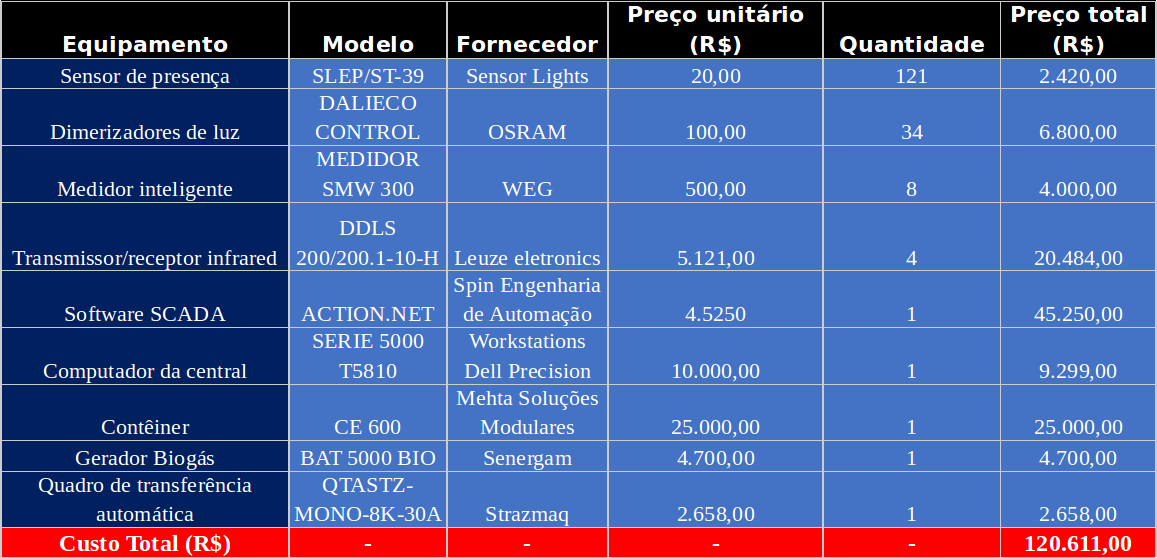 Equipamento Modelo Fornecedor Preço unitário (R$) Quantidade Preço total (R$)
Sensor de presença SLEP/ST-39 Sensor Lights 20,00 121 2.420,00
Dimerizadores de luz DALIECO CONTROL OSRAM 100,00 34 6.800,00
Medidor inteligente MEDIDOR SMW 300 WEG 500,00 8 4.000,00
Transmissor/receptor infrared DDLS 200/200.1-10-H Leuze eletronics 5.121,00 4 20.484,00
Software SCADA ACTION.NET Spin Engenharia de Automação 4.5250 1 45.250,00
Computador da central SERIE 5000 T5810 Workstations Dell Precision 10.000,00 1 9.299,00
Contêiner CE 600 Mehta Soluções Modulares 25.000,00 1 25.000,00
Gerador Biogás BAT 5000 BIO Senergam 4.700,00 1 4.700,00
Quadro de transferência automática QTASTZ-MONO-8K-30A Strazmaq 2.658,00 1 2.658,00
Custo Total (R$) - - - - 120.611,00